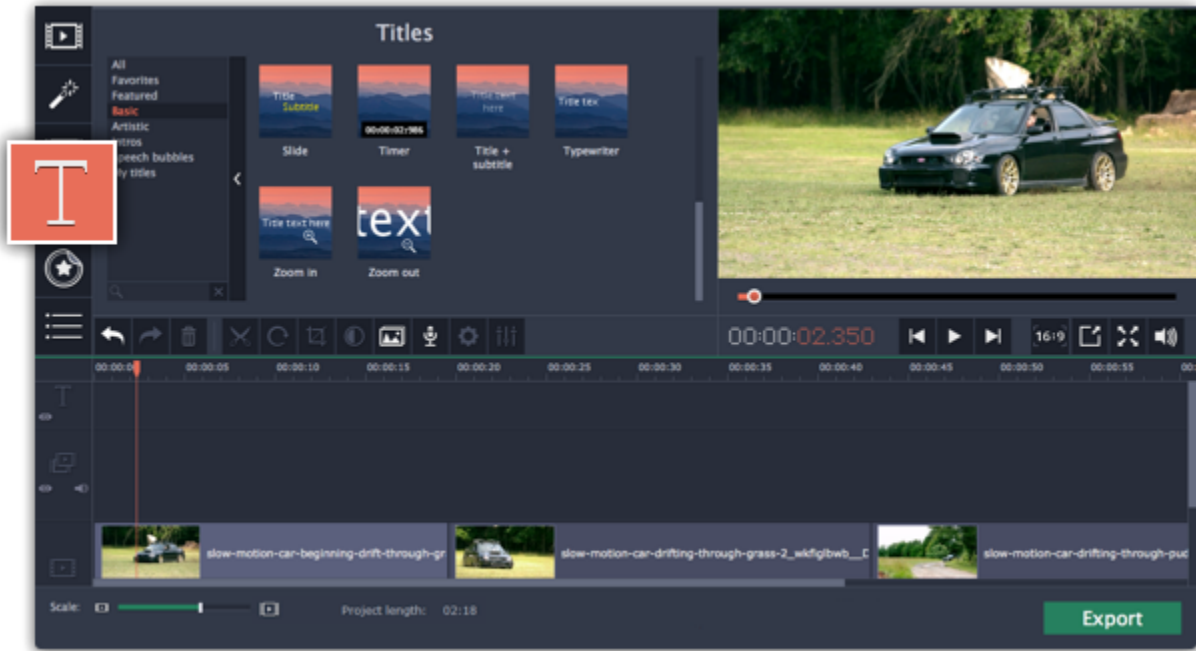 Titles
T
All
Favorites
Featured
Basic
Artistic
Intros
Speech bubbles
My titles
Title
Subtitle
Slide
00:00:02:986
Timer
Title text
here
Title +
subtitle
Title tex
Typewriter
Title text here
Zoom in
text
Zoom out
00:00:02.350
16:9
00:00:05
00:00:10
00:00:15
00:00:20
00:00:25
00:00:30
00:00:35
00:00:40
00:00:45
00:00:50
00:00:55
T
slow-motion-car-beginning-drift-through-gr
slow-motion-car-drifting-through-grass-2_wkfiglbwb__D
slow-motion-car-drifting-through-pud
Scale:
Project length: 02:18
Export